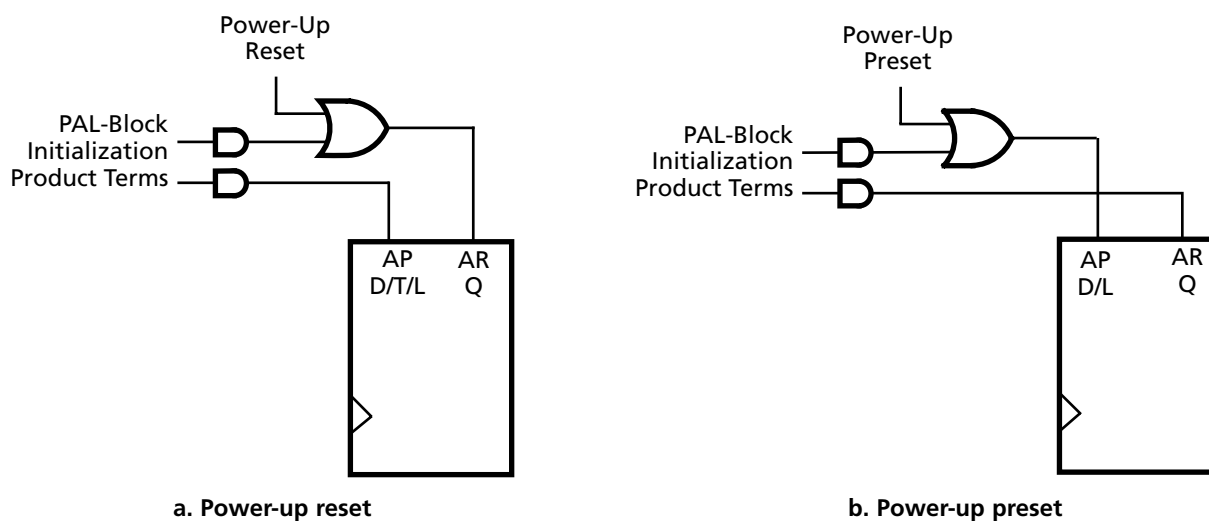 Power-Up
Reset
PAL-Block
Initialization
Product Terms
AP
AR
D/T/L
Q
a. Power-up reset
Power-Up
Preset
PAL-Block
Initialization
Product Terms
AP
AR
D/L
Q
b. Power-up preset